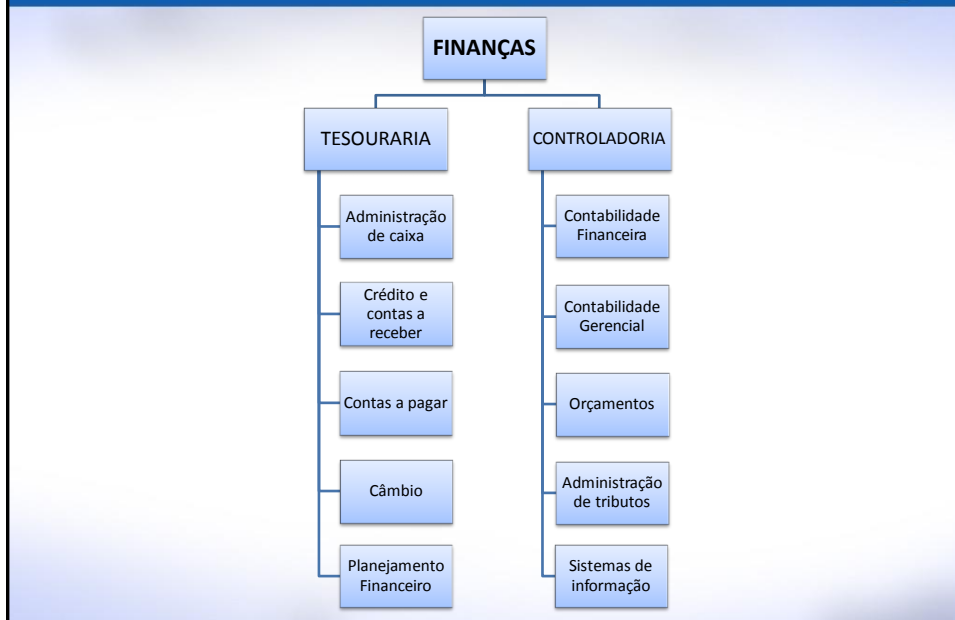 FINANÇAS
TESOURARIA
Administração
de caixa
Crédito e
contas a
receber
Contas a pagar
Câmbio
Planejamento
Financeiro
CONTROLADORIA
Contabilidade
Financeira
Contabilidade
Gerencial
Orçamentos
Administração
de tributos
Sistemas de
informação